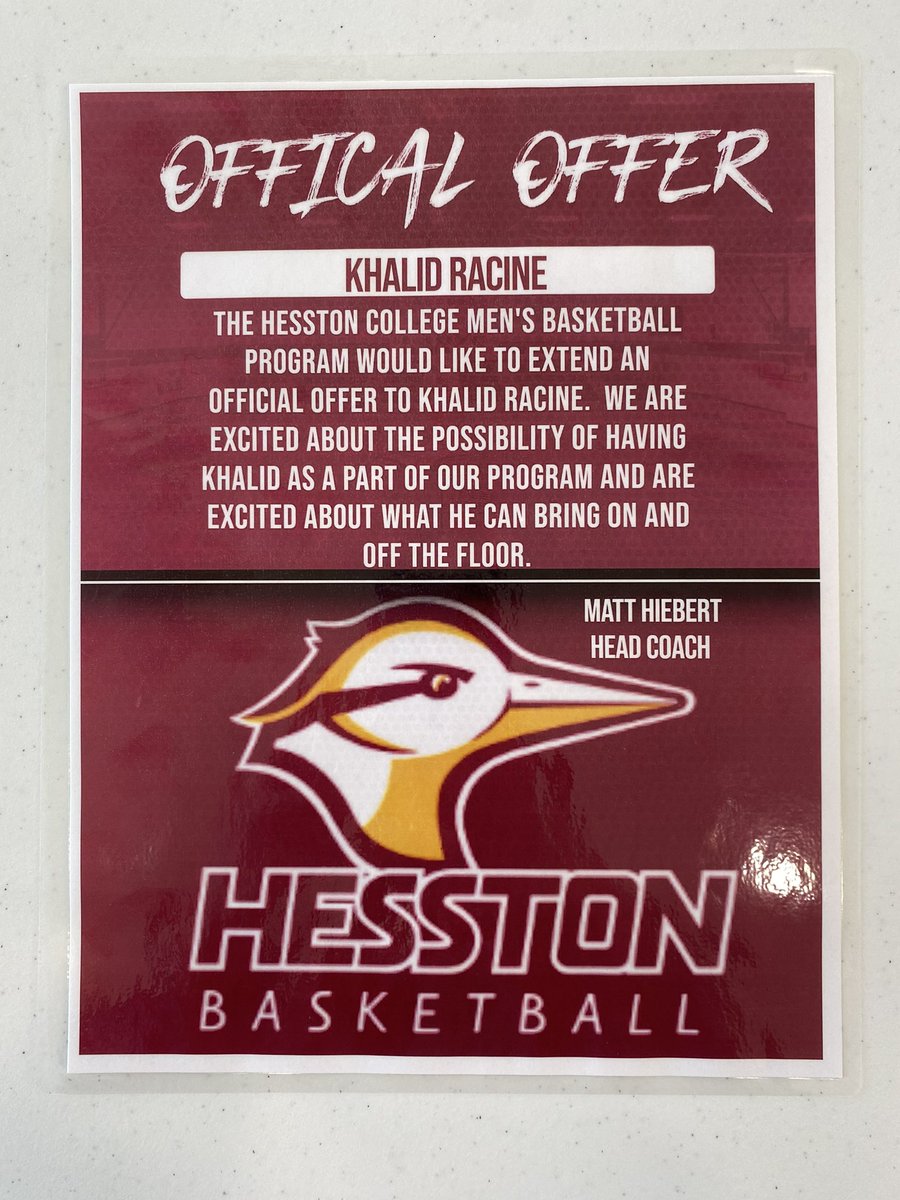 OFFICAL OFFER
KHALID RACINE
THE HESSTON COLLEGE MEN'S BASKETBALL
PROGRAM WOULD LIKE TO EXTEND AN
OFFICIAL OFFER TO KHALID RACINE. WE ARE
EXCITED ABOUT THE POSSIBILITY OF HAVING
KHALID AS A PART OF OUR PROGRAM AND ARE
EXCITED ABOUT WHAT HE CAN BRING ON AND
OFF THE FLOOR.
MATT HIEBERT
HEAD COACH
HESSTON
BASKETBALL